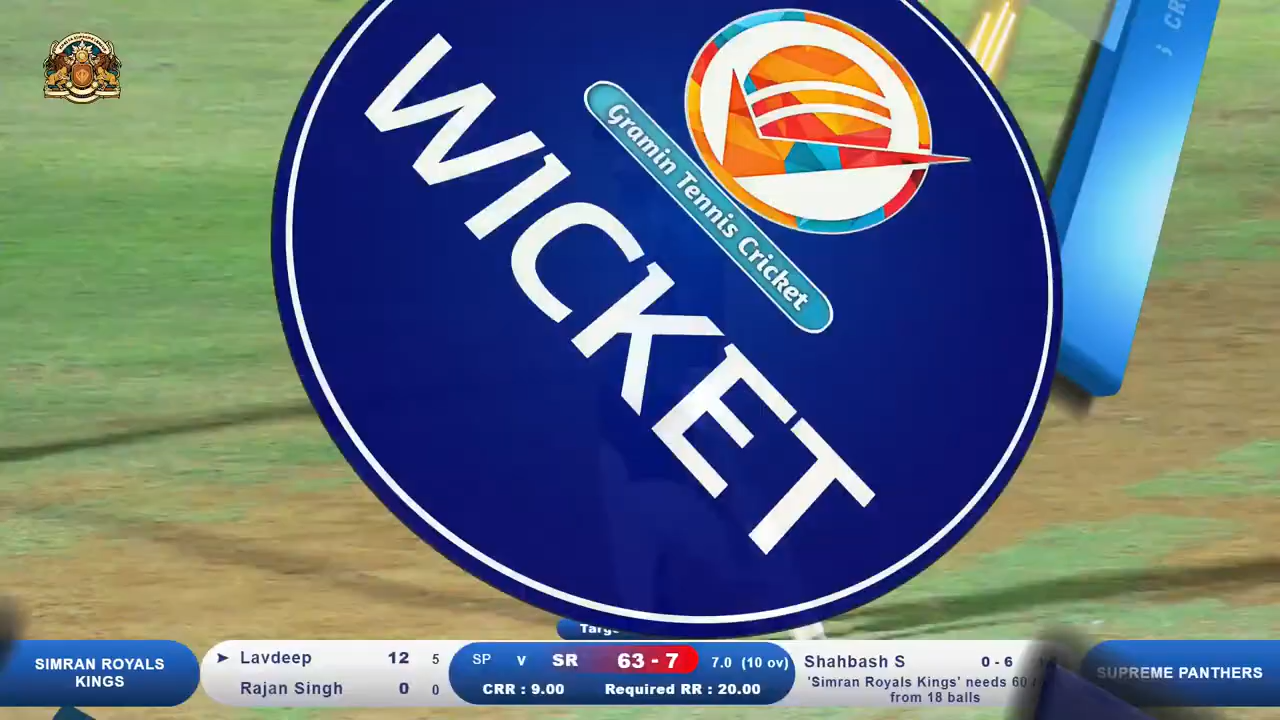 CR
WICKET
Gramin Tennis Cricket
SIMRAN ROYALS
KINGS
Lavdeep 12 5
Rajan Singh 0 0
SP v SR 63 - 7 7.0 (10 ov)
CRR : 9.00 Required RR : 20.00
Shahbash S 0 - 6
'Simran Royals Kings' needs 60
from 18 balls
SUPREME PANTHERS